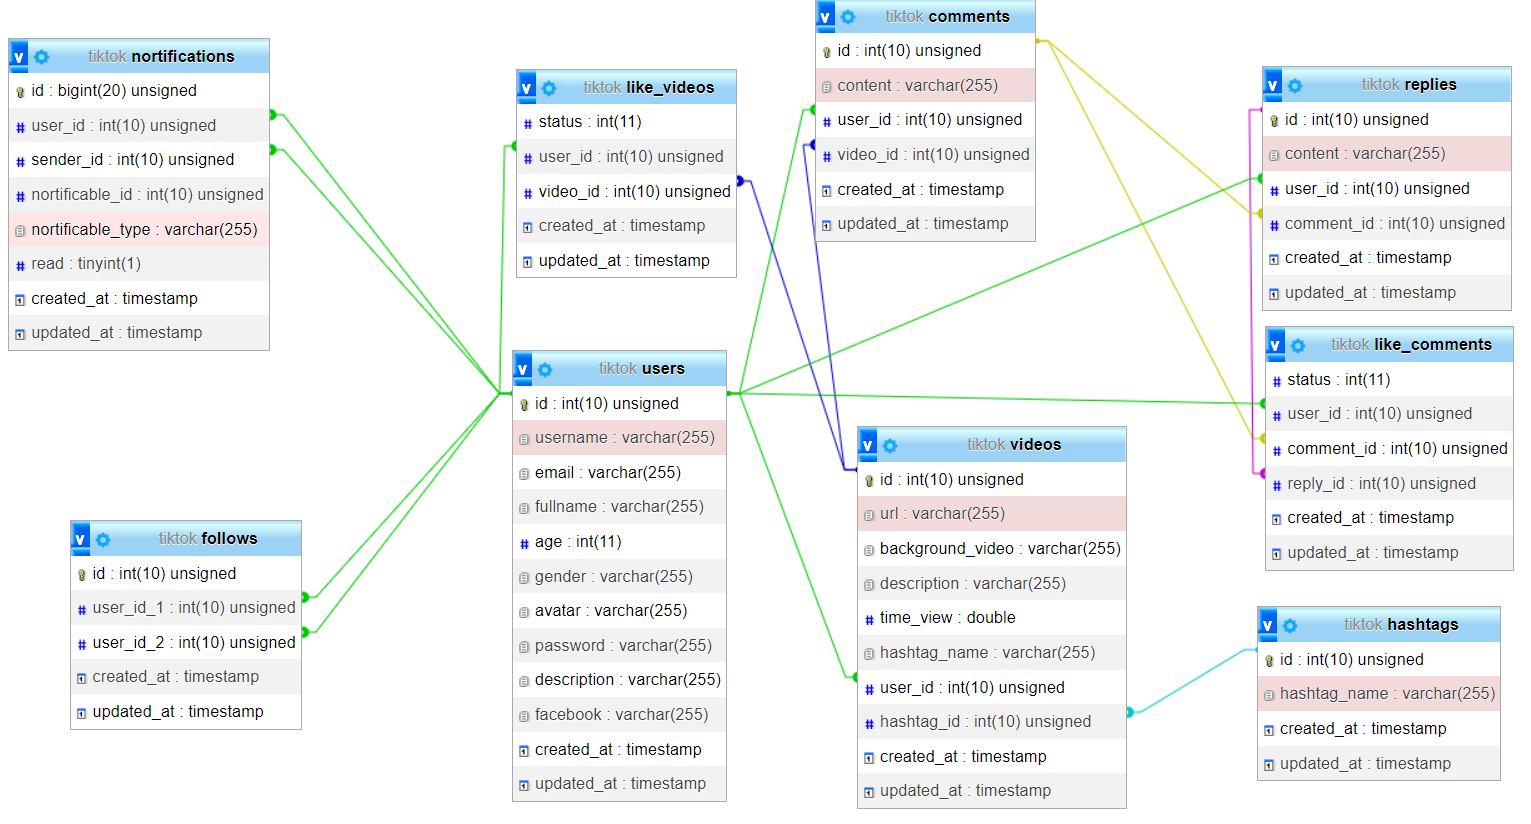 tiktok nortifications
id : bigint(20) unsigned
user_id : int(10) unsigned
sender_id : int(10) unsigned
nortificable_id : int(10) unsigned
nortificable_type : varchar(255)
read : tinyint(1)
created_at : timestamp
updated_at : timestamp
tiktok follows
id : int(10) unsigned
user_id_1 : int(10) unsigned
user_id_2 : int(10) unsigned
created_at : timestamp
updated_at : timestamp
tiktok like_videos
status : int(11)
user_id : int(10) unsigned
video_id : int(10) unsigned
created_at : timestamp
updated_at : timestamp
tiktok users
id : int(10) unsigned
username : varchar(255)
email : varchar(255)
fullname : varchar(255)
age : int(11)
gender : varchar(255)
avatar : varchar(255)
password : varchar(255)
description : varchar(255)
facebook : varchar(255)
created_at : timestamp
updated_at : timestamp
tiktok comments
id : int(10) unsigned
content : varchar(255)
user_id : int(10) unsigned
video_id : int(10) unsigned
created_at : timestamp
updated_at : timestamp
tiktok videos
id : int(10) unsigned
url : varchar(255)
background_video : varchar(255)
description : varchar(255)
time_view : double
hashtag_name : varchar(255)
user_id : int(10) unsigned
hashtag_id : int(10) unsigned
created_at : timestamp
updated_at : timestamp
tiktok replies
id : int(10) unsigned
content : varchar(255)
user_id : int(10) unsigned
comment_id : int(10) unsigned
created_at : timestamp
updated_at : timestamp
tiktok like_comments
status : int(11)
user_id : int(10) unsigned
comment_id : int(10) unsigned
reply_id : int(10) unsigned
created_at : timestamp
updated_at : timestamp
tiktok hashtags
id : int(10) unsigned
hashtag_name : varchar(255)
created_at : timestamp
updated_at : timestamp